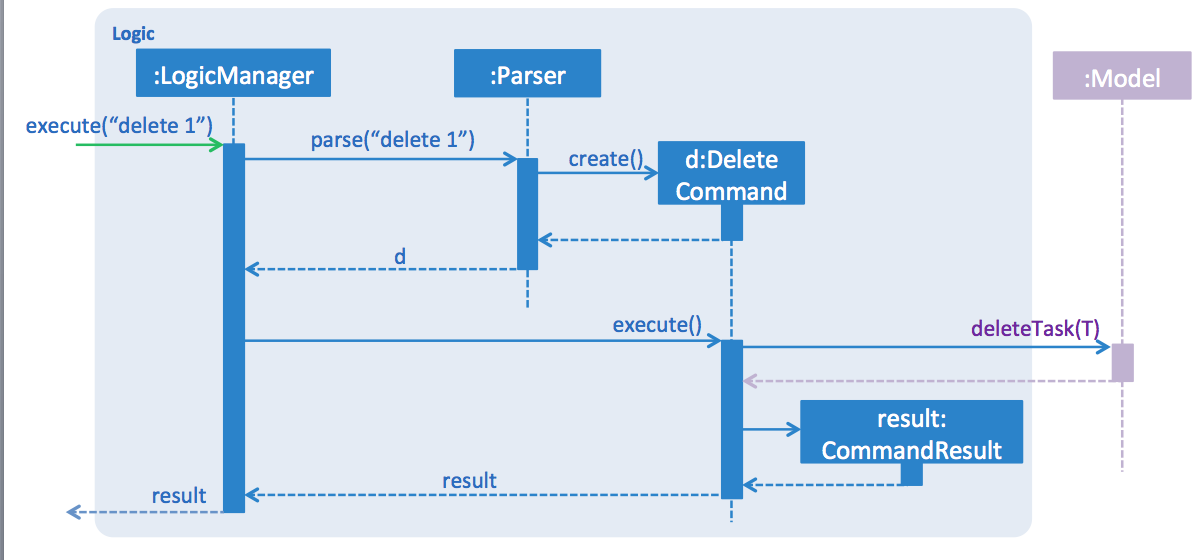 Logic
:LogicManager
:Parser
:Model
execute(“delete 1”)
parse(“delete 1”)
create()
d:Delete
Command
d
execute()
deleteTask(T)
result:
CommandResult
result
result